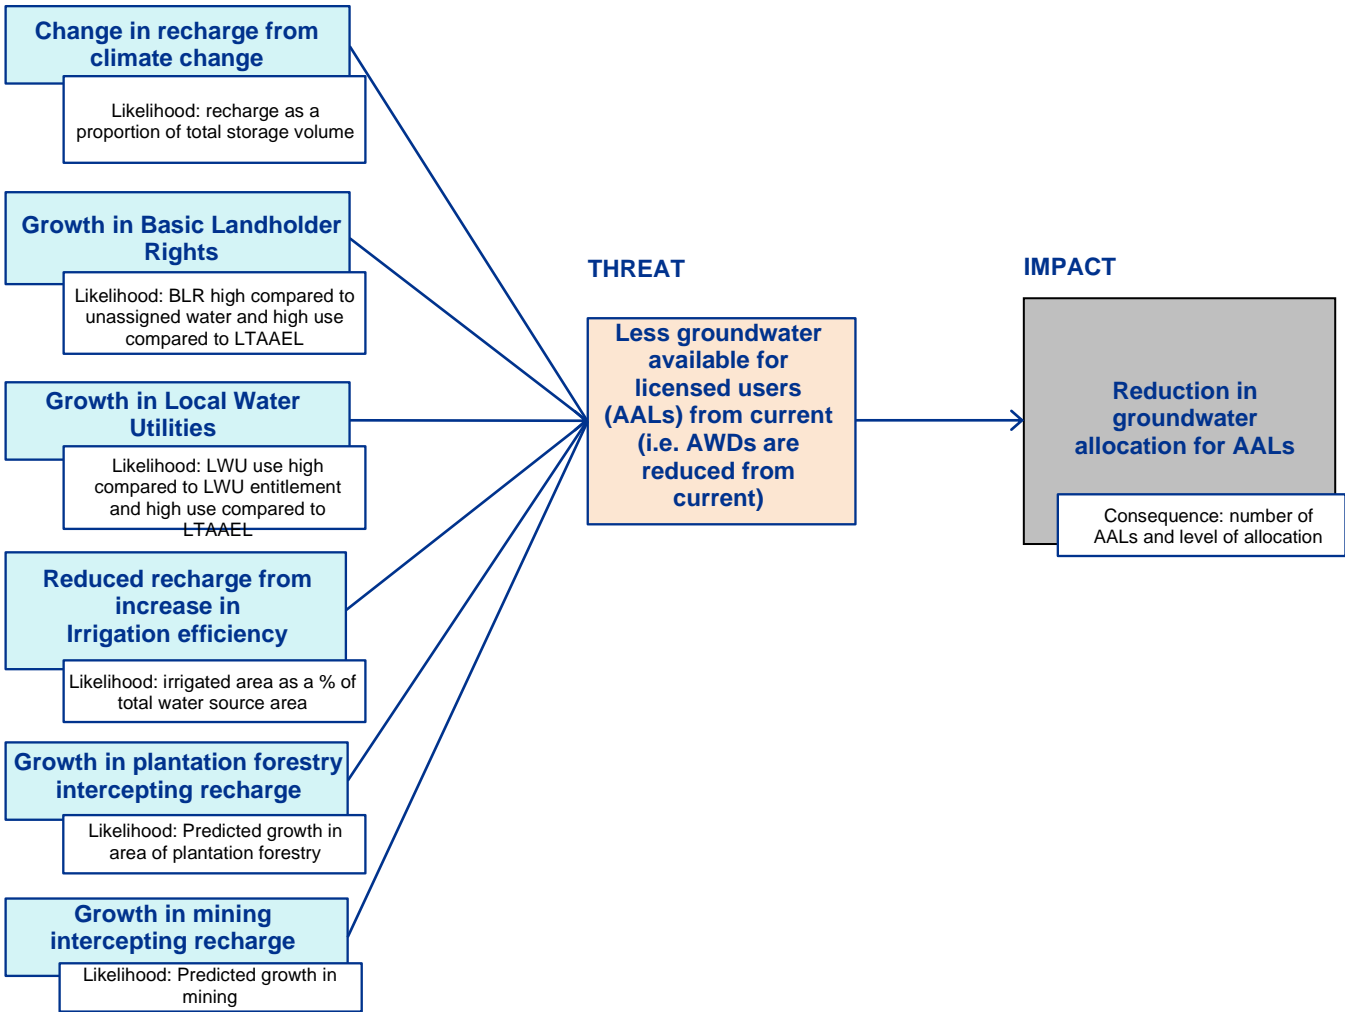 Change in recharge from
climate change
Likelihood: recharge as a
proportion of total storage volume
Growth in Basic Landholder
Rights
Likelihood: BLR high compared to
unassigned water and high use
compared to LTAAEL
Growth in Local Water
Utilities
Likelihood: LWU use high
compared to LWU entitlement
and high use compared to
LTAAEL
Reduced recharge from
increase in
Irrigation efficiency
Likelihood: irrigated area as a % of
total water source area
Growth in plantation forestry
intercepting recharge
Likelihood: Predicted growth in
area of plantation forestry
Growth in mining
intercepting recharge
Likelihood: Predicted growth in
mining
THREAT
Less groundwater
available for
licensed users
(AALs) from current
(i.e. AWDs are
reduced from
current)
IMPACT
Reduction in
groundwater
allocation for AALs
Consequence: number of
AALs and level of allocation